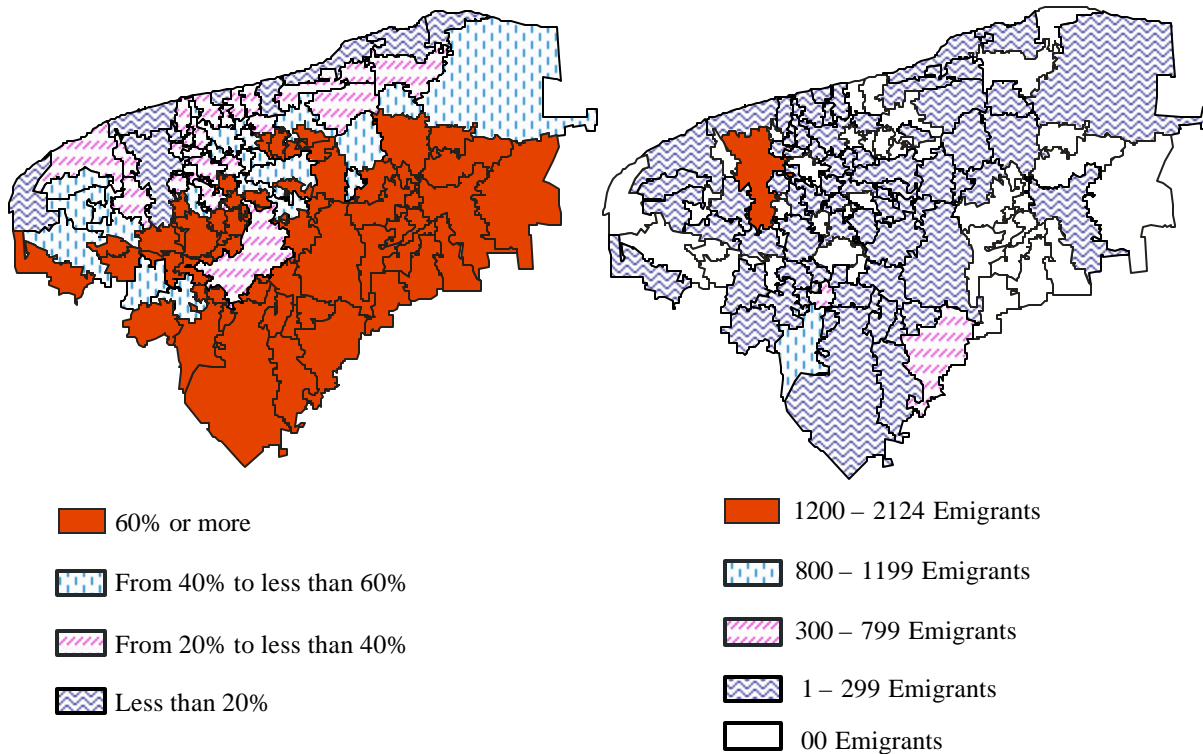 60% or more
From 40% to less than 60%
From 20% to less than 40%
Less than 20%
1200 – 2124 Emigrants
800 – 1199 Emigrants
300 – 799 Emigrants
1 – 299 Emigrants
00 Emigrants